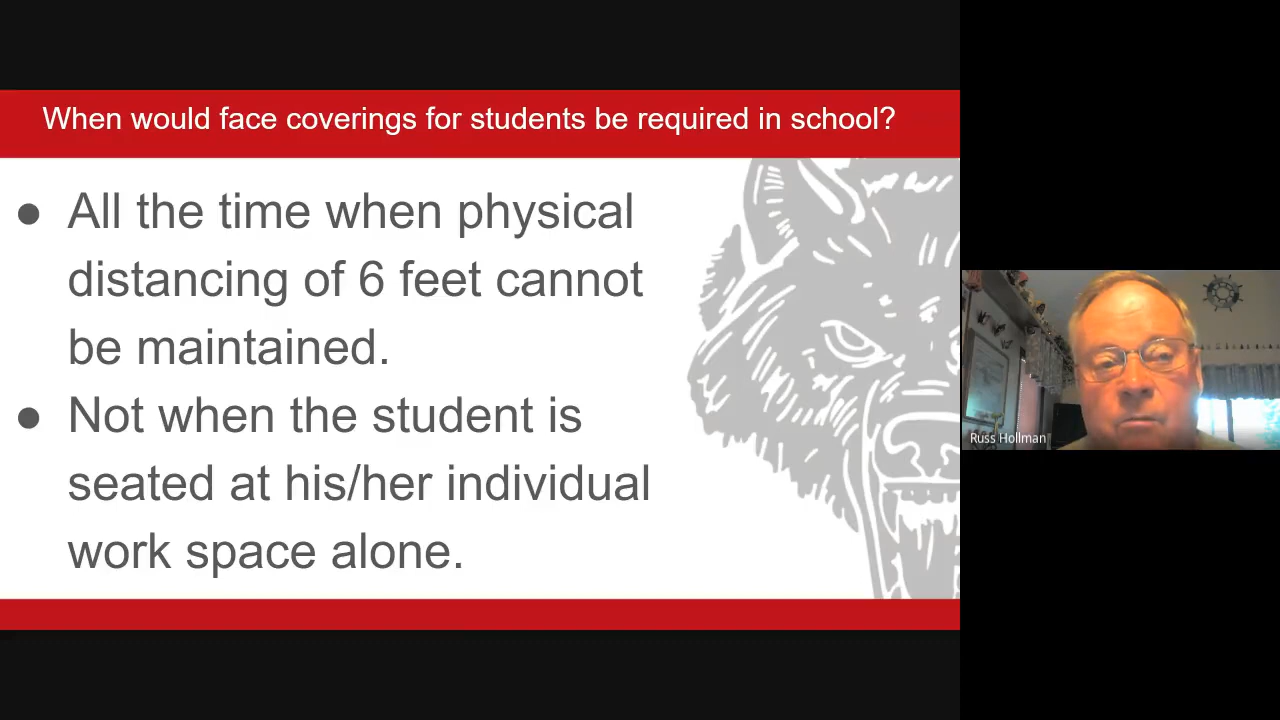 When would face coverings for students be required in school?
● All the time when physical
distancing of 6 feet cannot
be maintained.
● Not when the student is
seated at his/her individual
work space alone.
Russ Hollman